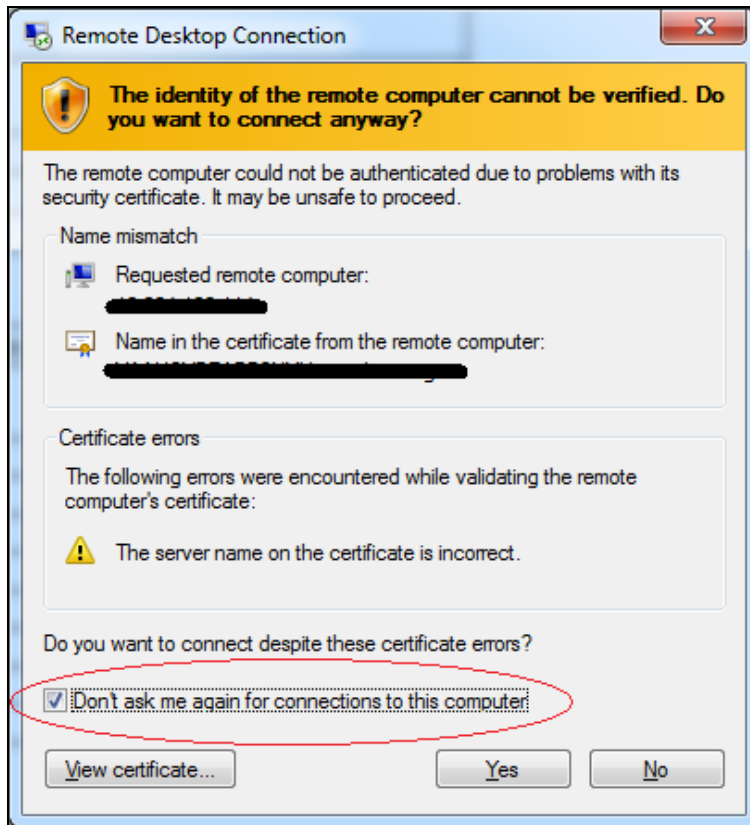 Remote Desktop Connection
The identity of the remote computer cannot be verified. Do
you want to connect anyway?
The remote computer could not be authenticated due to problems with its
security certificate. It may be unsafe to proceed.
Name mismatch
Requested remote computer:
Name in the certificate from the remote computer:
Certificate errors
The following errors were encountered while validating the remote
computer's certificate:
The server name on the certificate is incorrect.
Do you want to connect despite these certificate errors?
Don't ask me again for connections to this computer
View certificate...
Yes
No